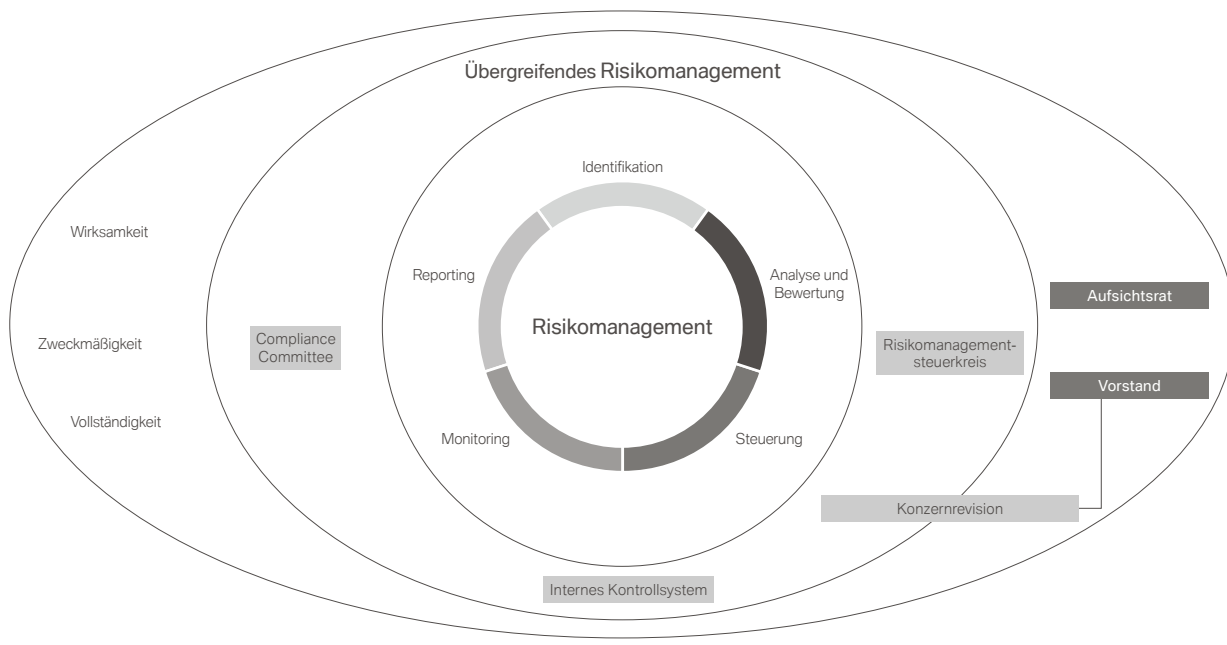 Übergreifendes Risikomanagement
Identifikation
Wirksamkeit
Reporting
Analyse und
Bewertung
Aufsichtsrat
Risikomanagement
Zweckmäßigkeit
Compliance
Committee
Risikomanagement-
steuerkreis
Vorstand
Vollständigkeit
Monitoring
Steuerung
Konzernrevision
Internes Kontrollsystem